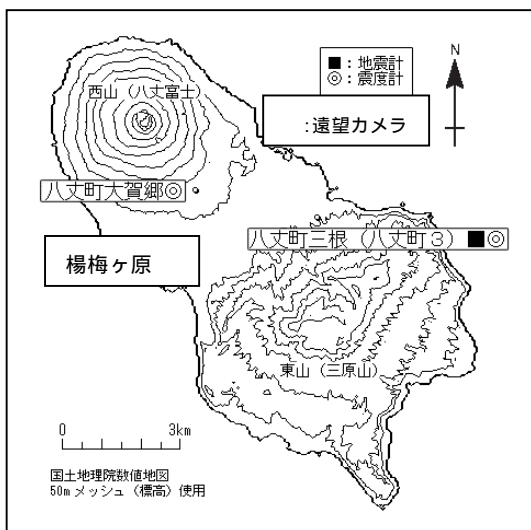 西山（八丈富士）
■：地震計
◎：震度計
N
:遠望カメラ
八丈町大賀郷◎
八丈町三根（八丈町３）■◎
楊梅ヶ原
東山（三原山）
0 3km
国土地理院数値地図
50mメッシュ（標高）使用